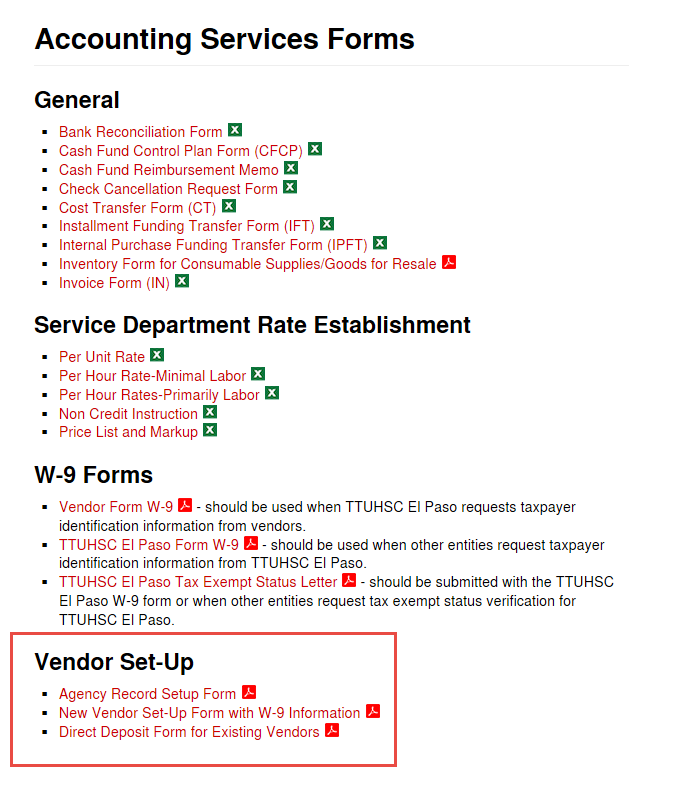 Accounting Services Forms
General
Bank Reconciliation Form
Cash Fund Control Plan Form (CFCP)
Cash Fund Reimbursement Memo
Check Cancellation Request Form
Cost Transfer Form (CT)
Installment Funding Transfer Form (IFT)
Internal Purchase Funding Transfer Form (IPFT)
Inventory Form for Consumable Supplies/Goods for Resale
Invoice Form (IN)
Service Department Rate Establishment
Per Unit Rate
Per Hour Rate-Minimal Labor
Per Hour Rates-Primarily Labor
Non Credit Instruction
Price List and Markup
W-9 Forms
Vendor Form W-9 - should be used when TTUHSC El Paso requests taxpayer
identification information from vendors.
TTUHSC El Paso Form W-9 - should be used when other entities request taxpayer
identification information from TTUHSC El Paso.
TTUHSC El Paso Tax Exempt Status Letter - should be submitted with the TTUHSC
El Paso W-9 form or when other entities request tax exempt status verification for
TTUHSC El Paso.
Vendor Set-Up
Agency Record Setup Form
New Vendor Set-Up Form with W-9 Information
Direct Deposit Form for Existing Vendors